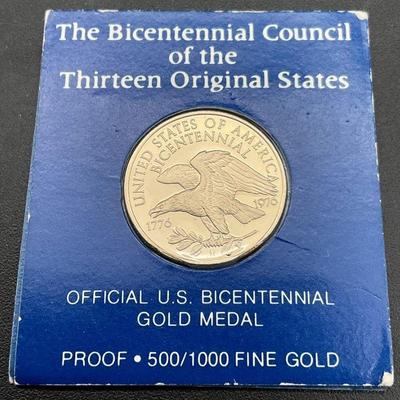 The Bicentennial Council
of the
Thirteen Original States
UNITED STATES OF AMERICA
BICENTENNIAL
1776
1976
OFFICIAL U.S. BICENTENNIAL
GOLD MEDAL
PROOF • 500/1000 FINE GOLD